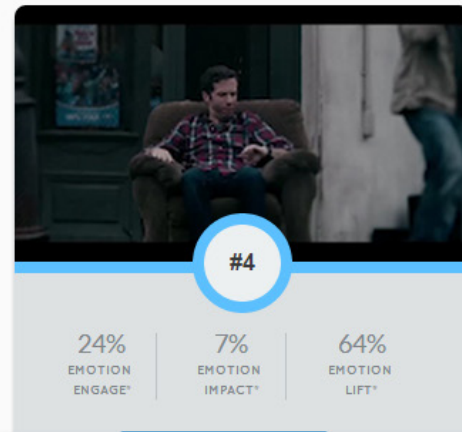 #4
24% 7% 64%
EMOTION EMOTION EMOTION
ENGAGE* IMPACT* LIFT*